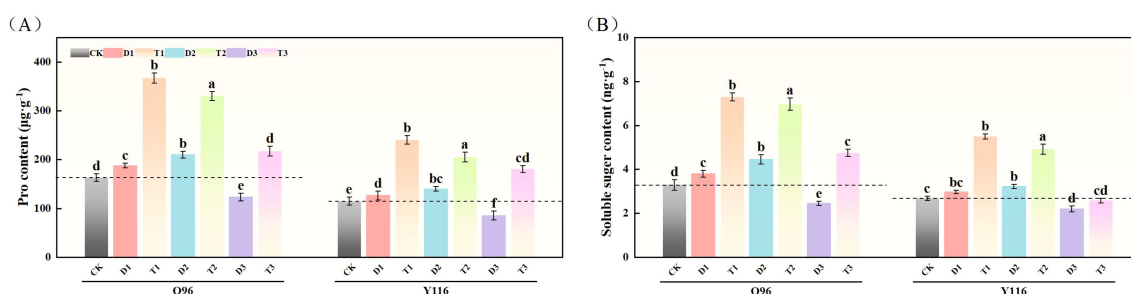 (A)
Pro content (μg·g⁻¹)
400
300
200
100
0
CK D1 T1 D2 T2 D3 T3
d c b b a e d
e d b bc a f cd
CK D1 T1 D2 T2 D3 T3
CK D1 T1 D2 T2 D3 T3
Q96 Y116
(B)
Soluble suger content (ng·g⁻¹)
10
8
6
4
2
0
d c b b a e c
c bc b b a d cd
CK D1 T1 D2 T2 D3 T3
CK D1 T1 D2 T2 D3 T3
Q96 Y116